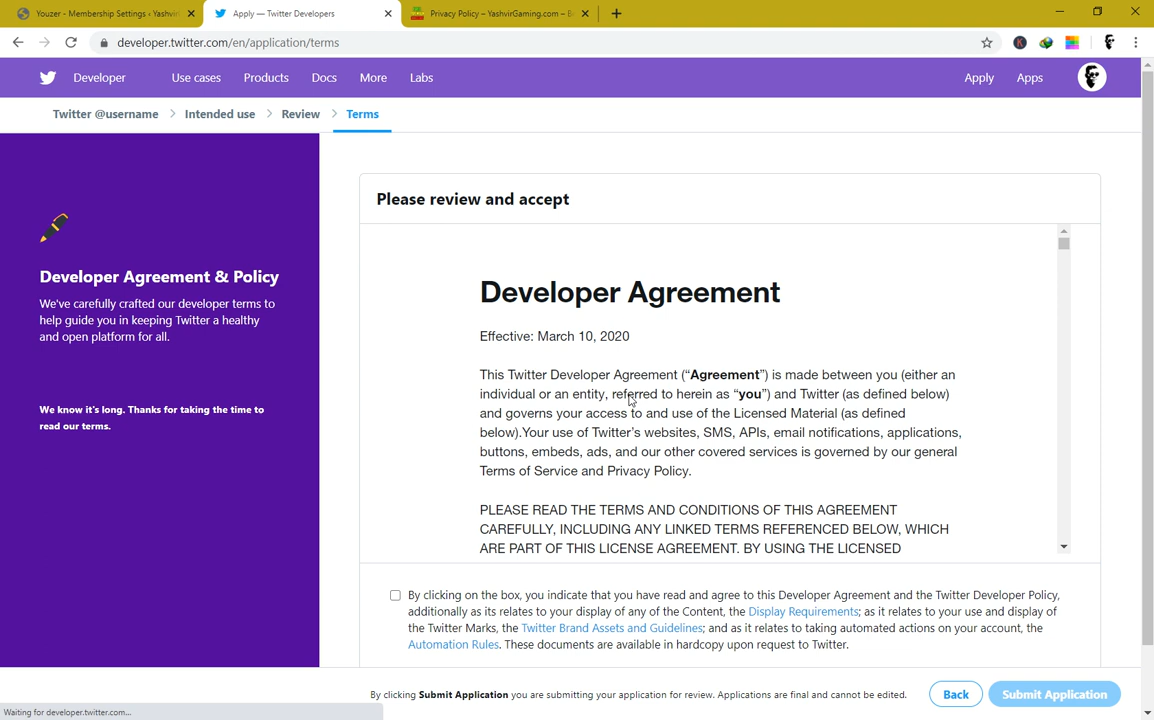 Youzer - Membership Settings ‹ Yashvir
Apply — Twitter Developers
Privacy Policy – YashvirGaming.com – B
developer.twitter.com/en/application/terms
Developer
Use cases
Products
Docs
More
Labs
Apply
Apps
Twitter @username
Intended use
Review
Terms
Developer Agreement & Policy
We've carefully crafted our developer terms to
help guide you in keeping Twitter a healthy
and open platform for all.
We know it's long. Thanks for taking the time to
read our terms.
Please review and accept
Developer Agreement
Effective: March 10, 2020
This Twitter Developer Agreement (“Agreement”) is made between you (either an
individual or an entity, referred to herein as “you”) and Twitter (as defined below)
and governs your access to and use of the Licensed Material (as defined
below).Your use of Twitter’s websites, SMS, APIs, email notifications, applications,
buttons, embeds, ads, and our other covered services is governed by our general
Terms of Service and Privacy Policy.
PLEASE READ THE TERMS AND CONDITIONS OF THIS AGREEMENT
CAREFULLY, INCLUDING ANY LINKED TERMS REFERENCED BELOW, WHICH
ARE PART OF THIS LICENSE AGREEMENT. BY USING THE LICENSED
By clicking on the box, you indicate that you have read and agree to this Developer Agreement and the Twitter Developer Policy,
additionally as its relates to your display of any of the Content, the Display Requirements; as it relates to your use and display of
the Twitter Marks, the Twitter Brand Assets and Guidelines; and as it relates to taking automated actions on your account, the
Automation Rules. These documents are available in hardcopy upon request to Twitter.
By clicking Submit Application you are submitting your application for review. Applications are final and cannot be edited.
Back
Submit Application
Waiting for developer.twitter.com...